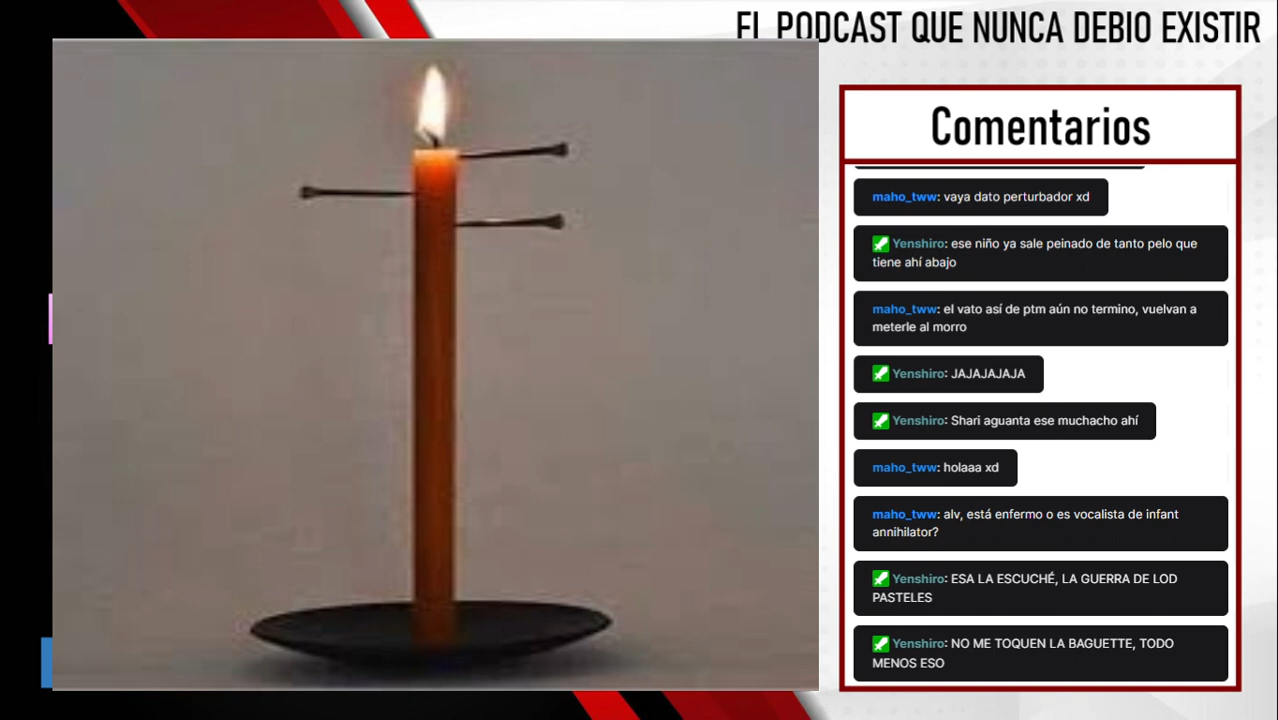 EL PODCAST QUE NUNCA DEBIO EXISTIR
Comentarios
maho_tww: vaya dato perturbador xd
Yenshiro: ese niño ya sale peinado de tanto pelo que
tiene ahí abajo
maho_tww: el vato así de ptm aún no termino, vuelvan a
meterle al morro
Yenshiro: JAJAJAJAJA
Yenshiro: Shari aguanta ese muchacho ahí
maho_tww: holaaa xd
maho_tww: alv, está enfermo o es vocalista de infant
annihilator?
Yenshiro: ESA LA ESCUCHÉ, LA GUERRA DE LOD
PASTELES
Yenshiro: NO ME TOQUEN LA BAGUETTE, TODO
MENOS ESO